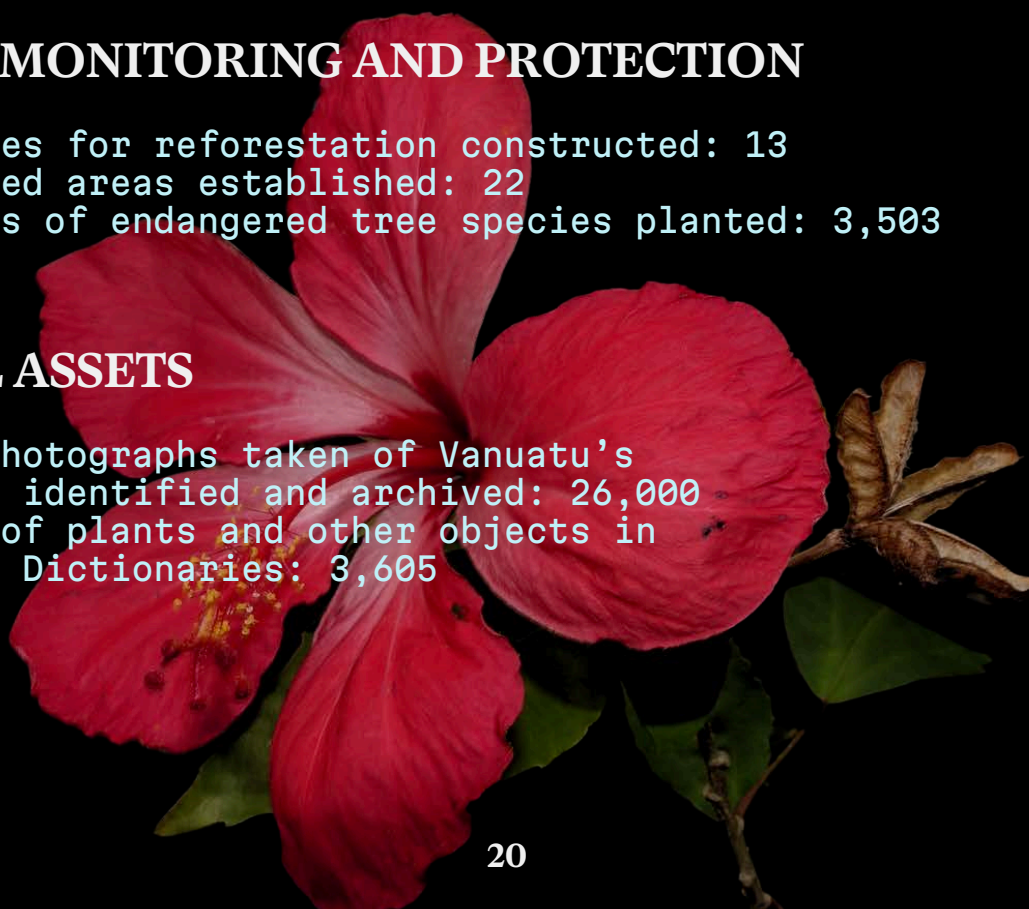 MONITORING AND PROTECTION
es for reforestation constructed: 13
ed areas established: 22
s of endangered tree species planted: 3,503
ASSETS
hotographs taken of Vanuatu’s
identified and archived: 26,000
of plants and other objects in
Dictionaries: 3,605
20